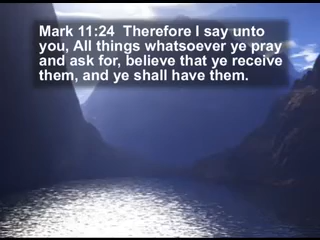 Mark 11:24  Therefore I say unto
you, All things whatsoever ye pray
and ask for, believe that ye receive
them, and ye shall have them.